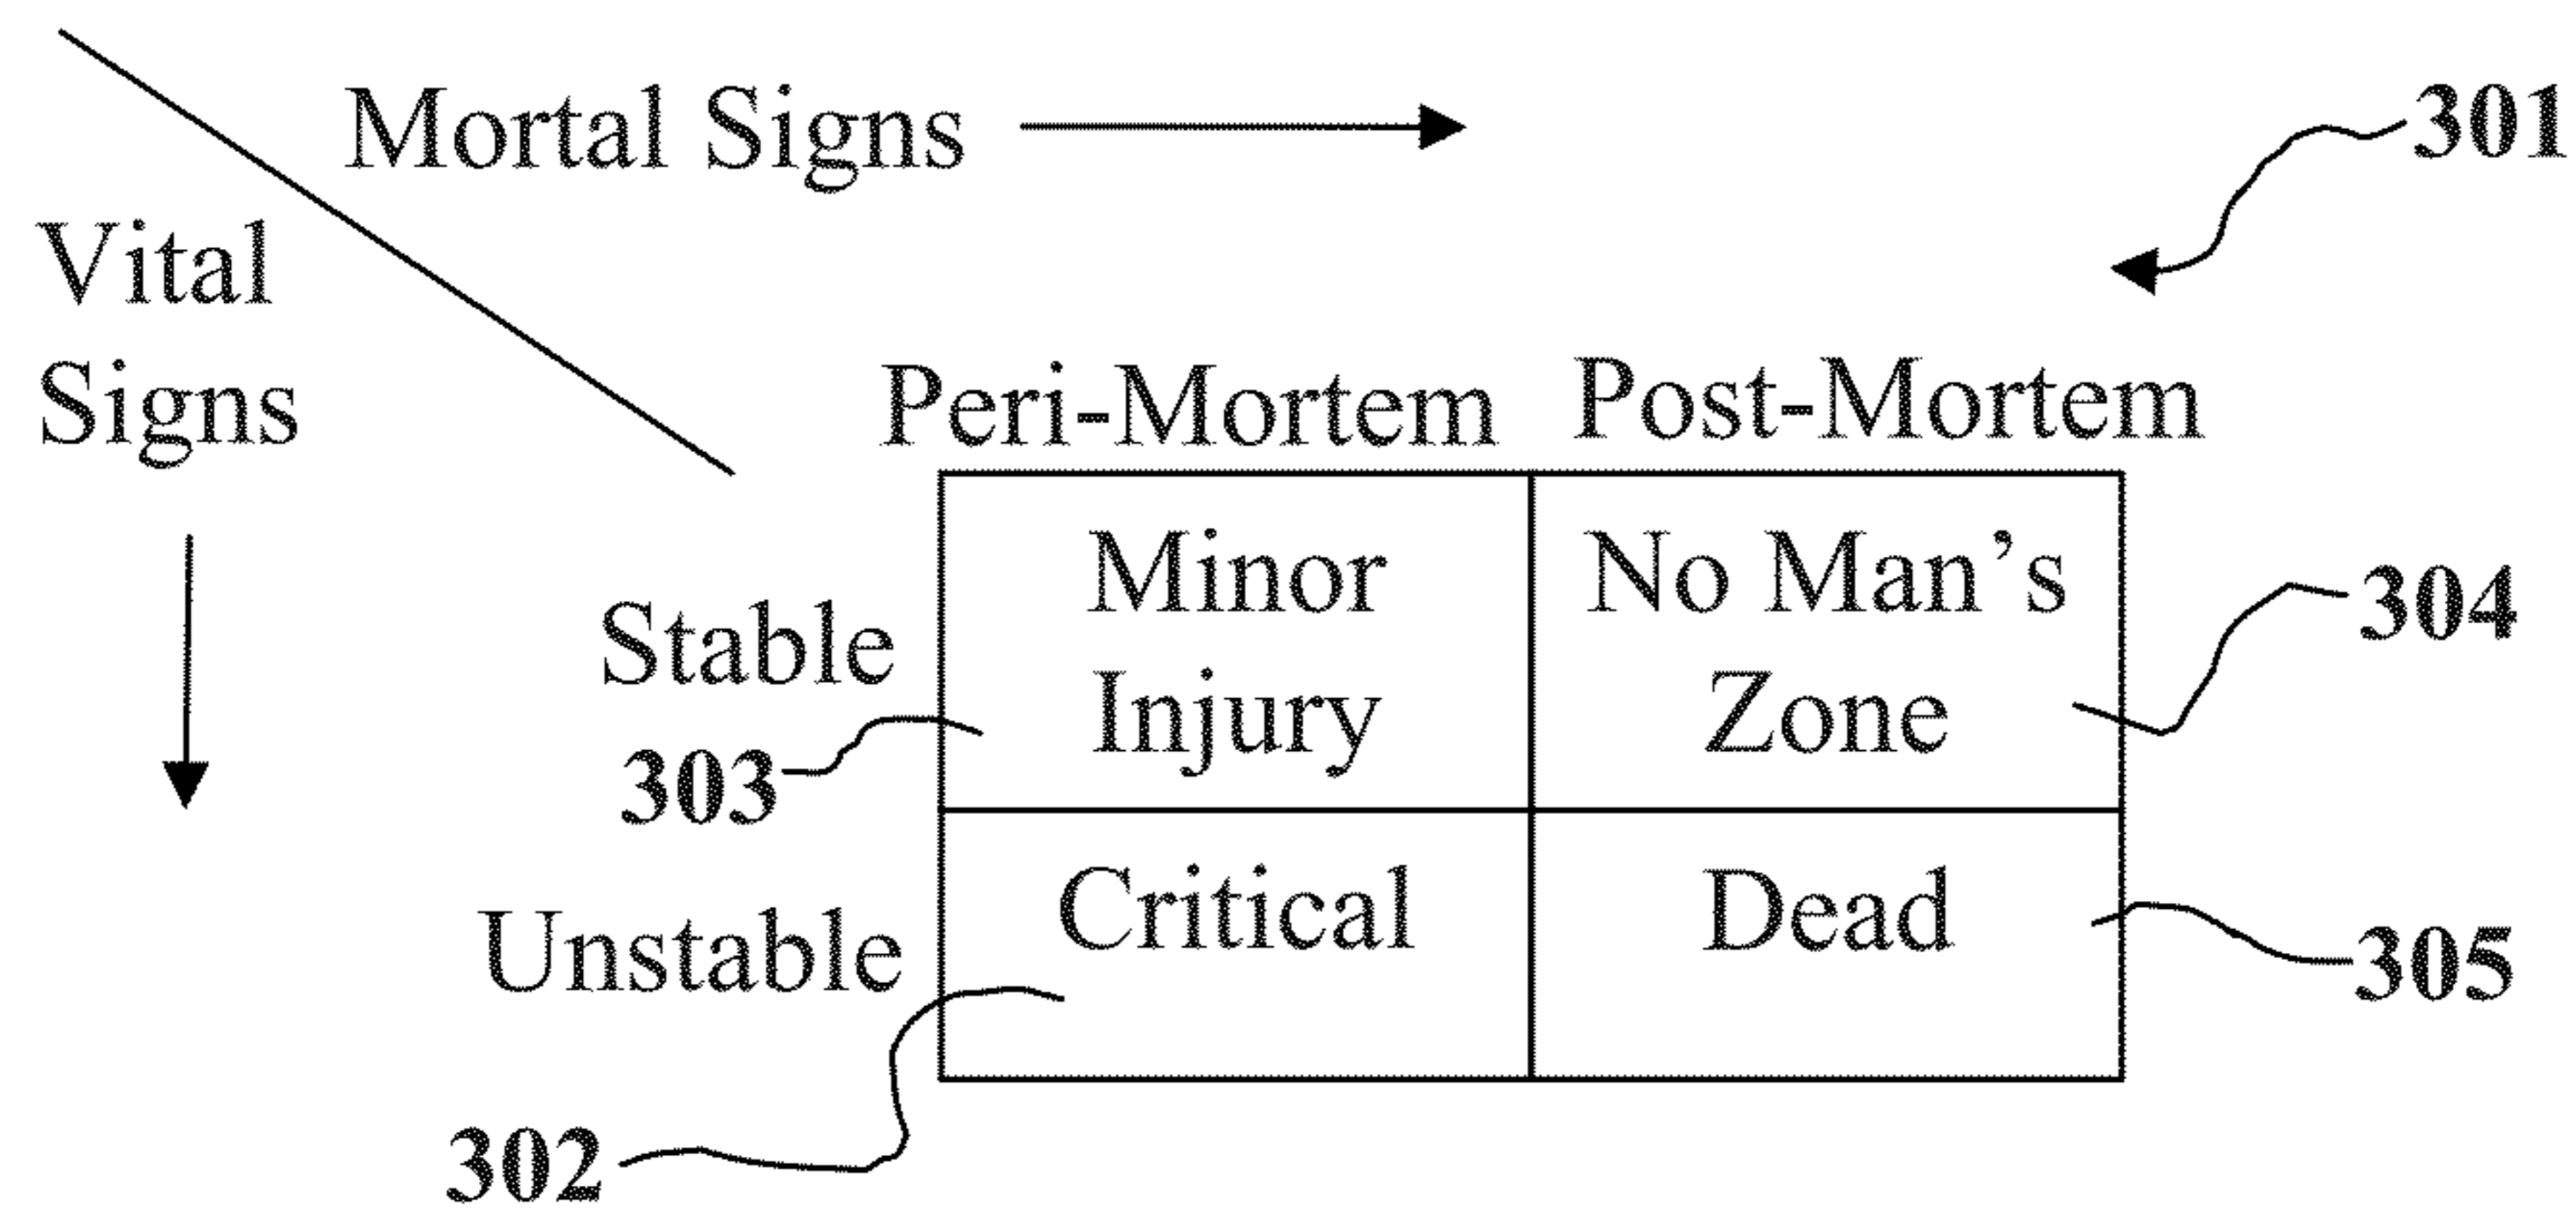 Mortal Signs
301
Vital
Signs
Peri-Mortem Post-Mortem
Minor No Man’s
304
Stable
Injury Zone
303
Critical Dead
Unstable
305
302